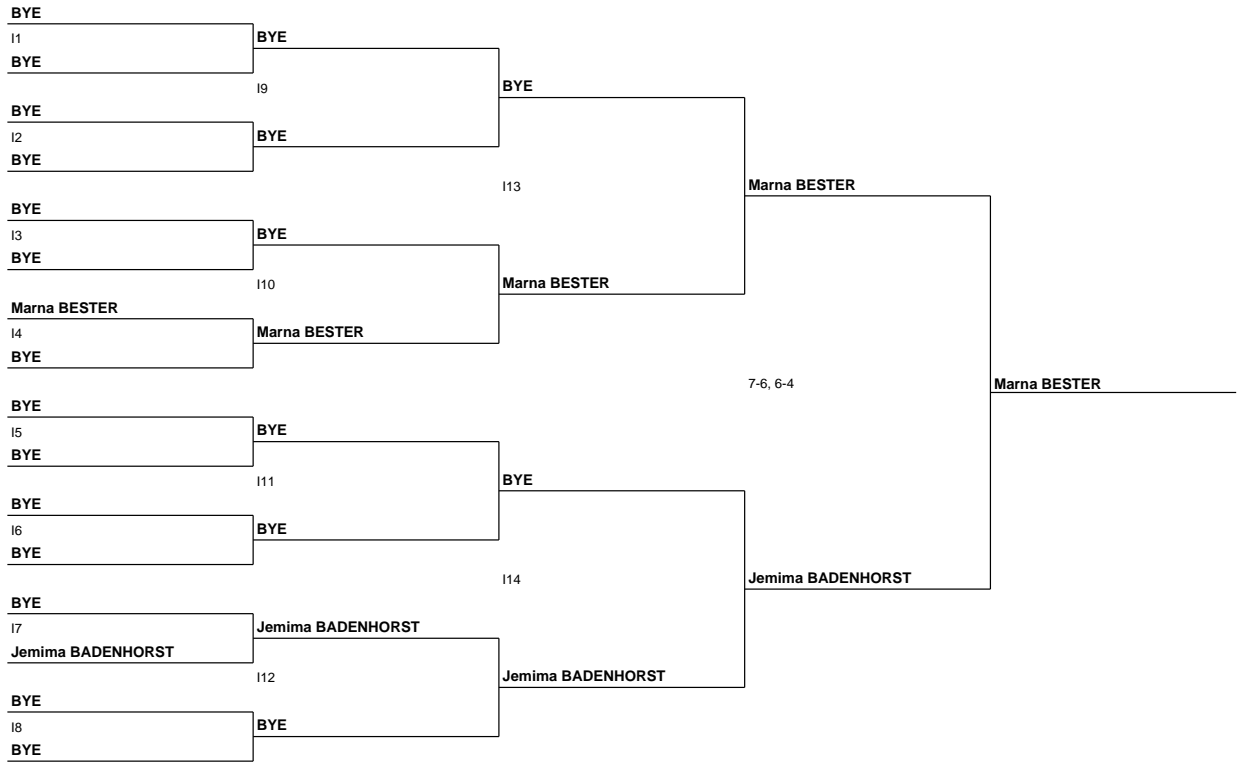 BYE
I1
BYE
BYE
I9
BYE
BYE
I2
BYE
BYE
I13
Marna BESTER
BYE
I3
BYE
BYE
I10
Marna BESTER
Marna BESTER
I4
Marna BESTER
BYE
7-6, 6-4
Marna BESTER
BYE
I5
BYE
BYE
I11
BYE
BYE
I6
BYE
BYE
I14
Jemima BADENHORST
BYE
I7
Jemima BADENHORST
Jemima BADENHORST
I12
Jemima BADENHORST
BYE
I8
BYE
BYE